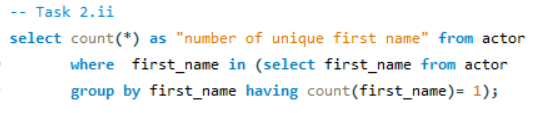 -- Task 2.ii
select count(*) as "number of unique first name" from actor
where first_name in (select first_name from actor
group by first_name having count(first_name)= 1);